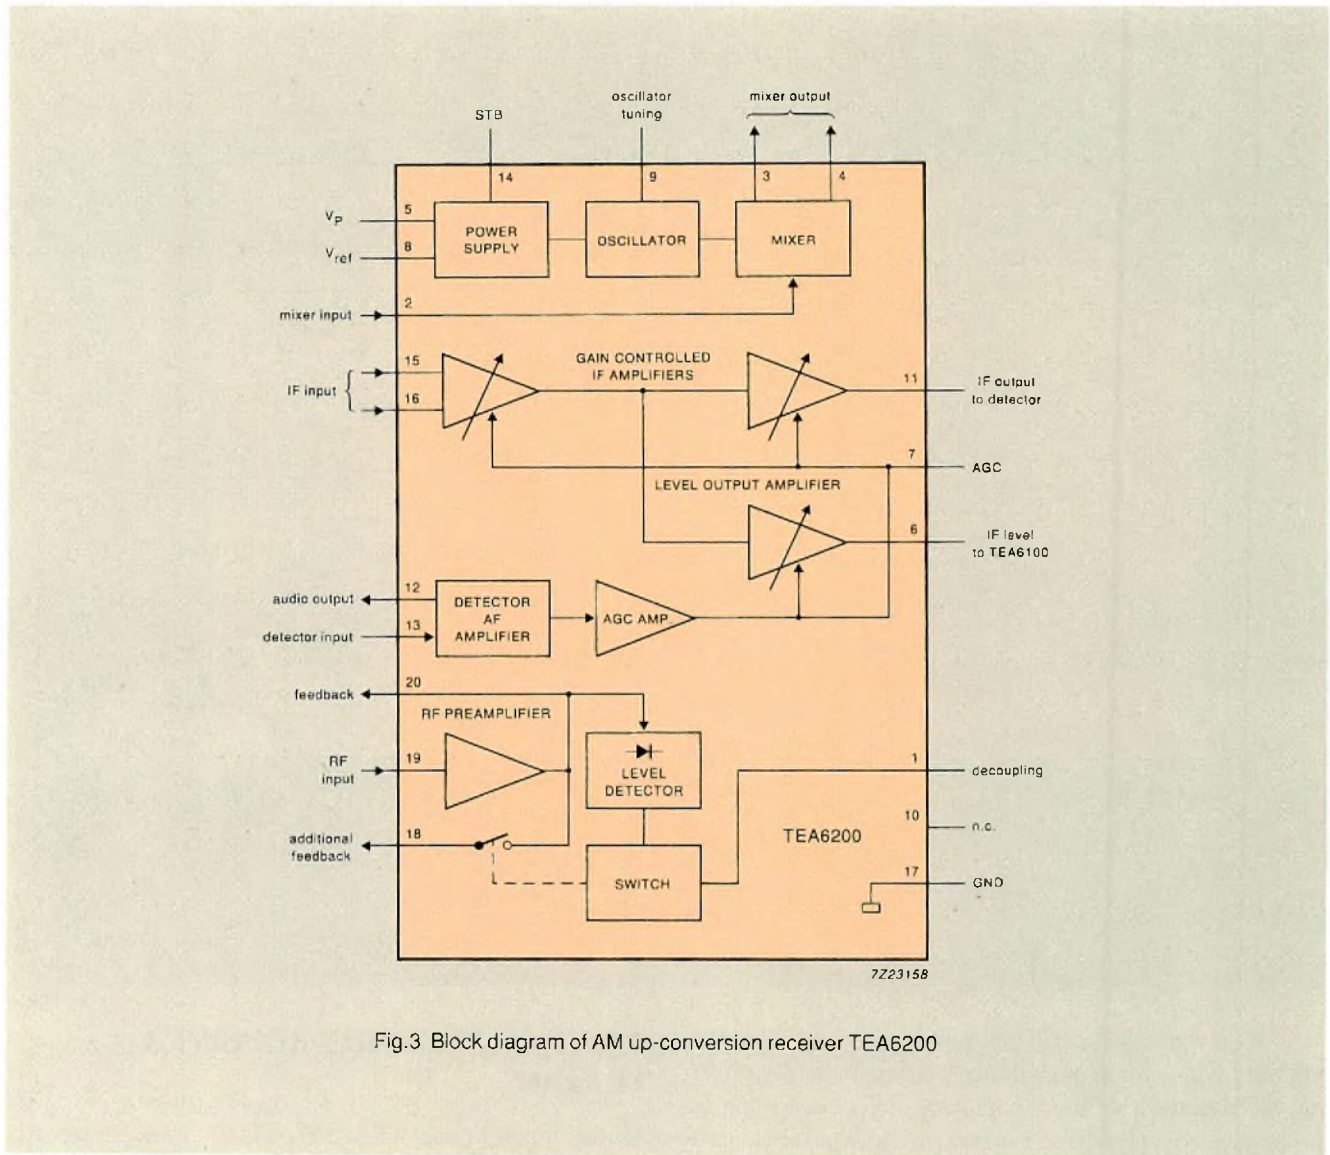 oscillator
tuning
mixer output
STB
14
9
3
4
VP
5
Vref
8
POWER
SUPPLY
OSCILLATOR
MIXER
mixer input
2
15
IF input
16
GAIN CONTROLLED
IF AMPLIFIERS
11
IF output
to detector
7
AGC
LEVEL OUTPUT AMPLIFIER
6
IF level
to TEA6100
audio output
12
detector input
13
DETECTOR
AF
AMPLIFIER
AGC AMP.
feedback
20
RF PREAMPLIFIER
RF
input
19
LEVEL
DETECTOR
1
decoupling
additional
feedback
18
SWITCH
TEA6200
10
n.c.
17
GND
7Z23158
Fig.3 Block diagram of AM up-conversion receiver TEA6200